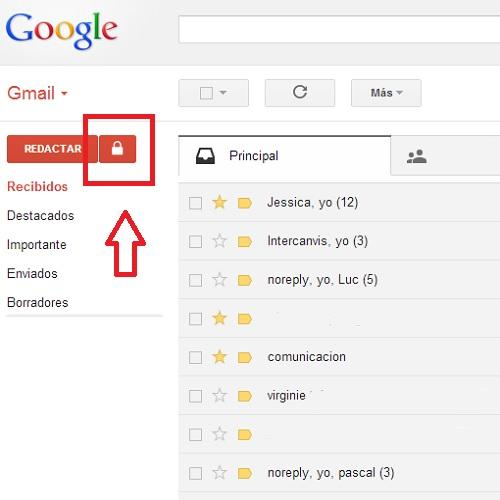 Google
Gmail
Más
REDACTAR
Principal
Recibidos
Destacados
Importante
Enviados
Borradores
Jessica, yo (12)
Intercanvis, yo (3)
noreply, yo, Luc (5)
comunicacion
virginie
noreply, yo, pascal (3)